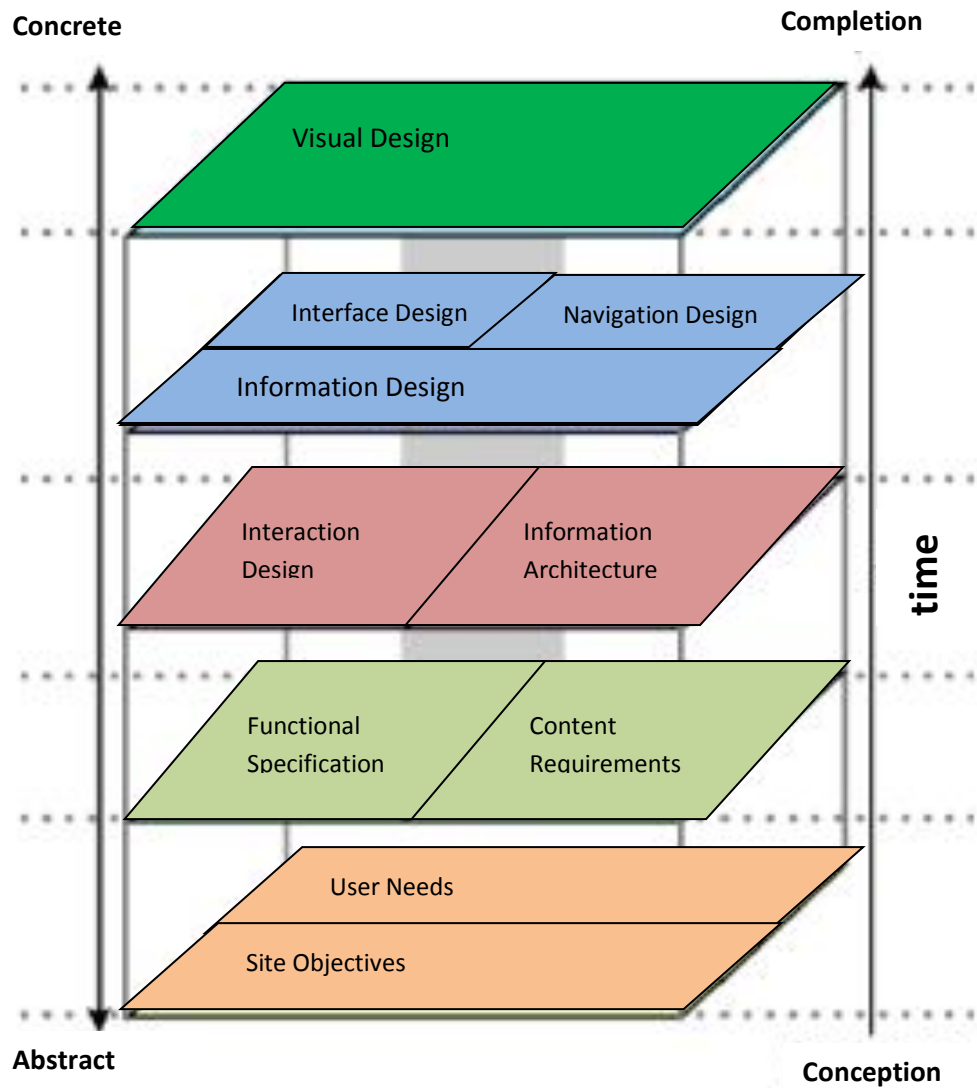 Concrete
Completion
Visual Design
Interface Design
Navigation Design
Information Design
Interaction
Design
Information
Architecture
time
Functional
Specification
Content
Requirements
User Needs
Site Objectives
Abstract
Conception